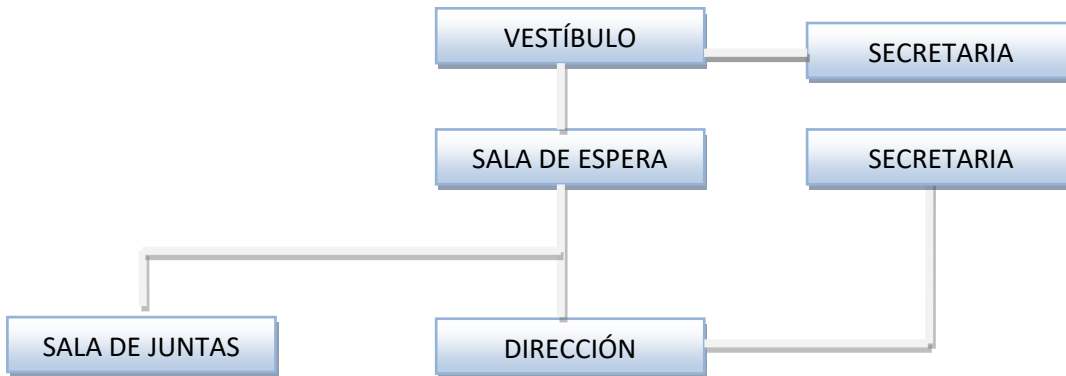 VESTÍBULO
SECRETARIA
SALA DE ESPERA
SECRETARIA
SALA DE JUNTAS
DIRECCIÓN